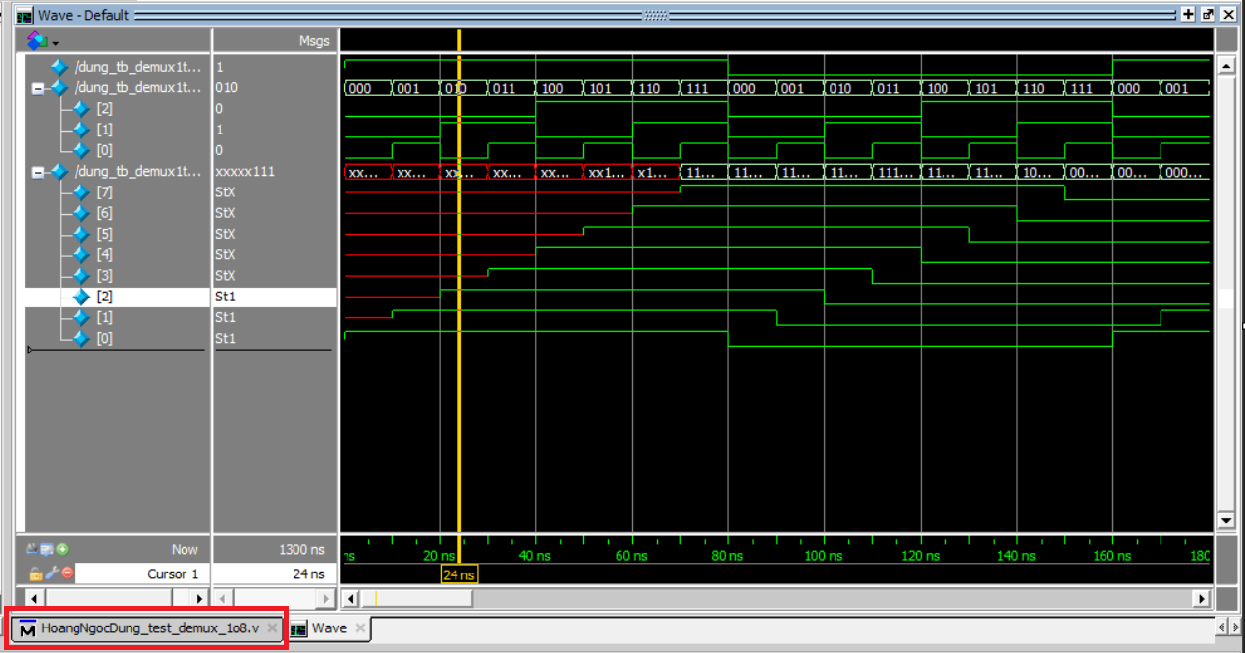 Wave - Default
Msgs
/dung_tb_demux1t... 1
/dung_tb_demux1t... 010 000 001 010 011 100 101 110 111 000 001 010 011 100 101 110 111 000 001
[2] 0
[1] 1
[0] 0
/dung_tb_demux1t... xxxxx111 xx... xx... xx... xx... xx... xx1... x1... 11... 11... 11... 11... 111... 11... 11... 10... 00... 00... 000...
[7] StX
[6] StX
[5] StX
[4] StX
[3] StX
[2] St1
[1] St1
[0] St1
Now 1300 ns
ns 20 ns 40 ns 60 ns 80 ns 100 ns 120 ns 140 ns 160 ns 180
Cursor 1 24 ns
24 ns
HoangNgocDung_test_demux_1o8.v
Wave